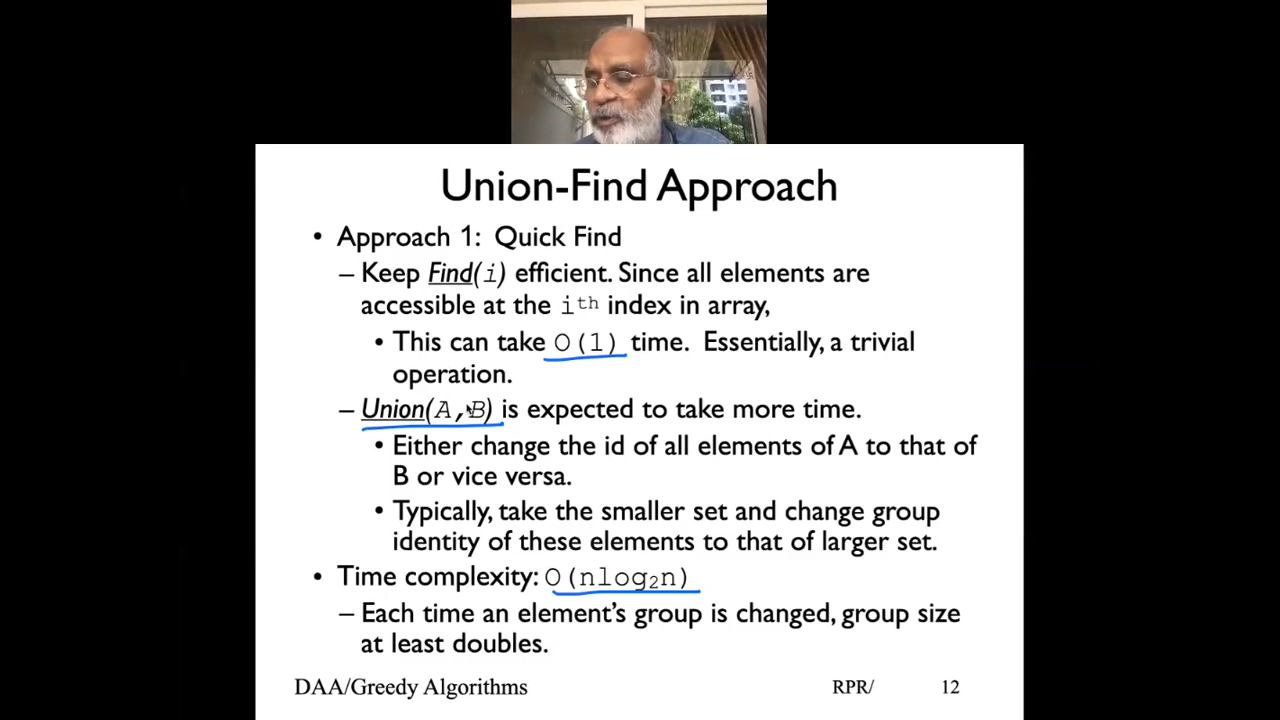 Union-Find Approach
• Approach 1: Quick Find
– Keep Find(i) efficient. Since all elements are
accessible at the ith index in array,
• This can take O(1) time. Essentially, a trivial
operation.
– Union(A,B) is expected to take more time.
• Either change the id of all elements of A to that of
B or vice versa.
• Typically, take the smaller set and change group
identity of these elements to that of larger set.
• Time complexity: O(nlog₂n)
– Each time an element's group is changed, group size
at least doubles.
DAA/Greedy Algorithms RPR/ 12